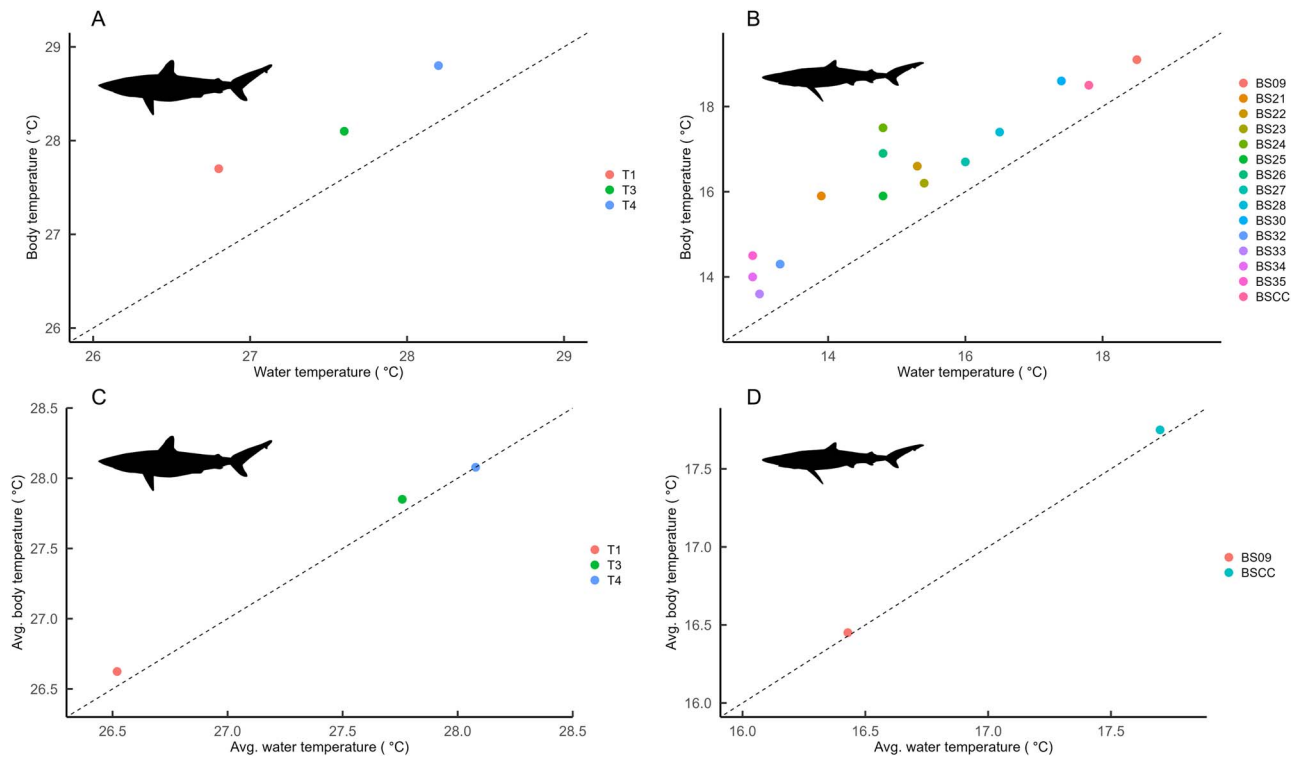 A
29
28
27
26
Body temperature ( °C)
26
27
28
29
Water temperature ( °C)
T1
T3
T4
B
18
16
14
Body temperature ( °C)
14
16
18
Water temperature ( °C)
BS09
BS21
BS22
BS23
BS24
BS25
BS26
BS27
BS28
BS30
BS32
BS33
BS34
BS35
BSCC
C
28.5
28.0
27.5
27.0
26.5
Avg. body temperature ( °C)
26.5
27.0
27.5
28.0
28.5
Avg. water temperature ( °C)
T1
T3
T4
D
17.5
17.0
16.5
16.0
Avg. body temperature ( °C)
16.0
16.5
17.0
17.5
Avg. water temperature ( °C)
BS09
BSCC